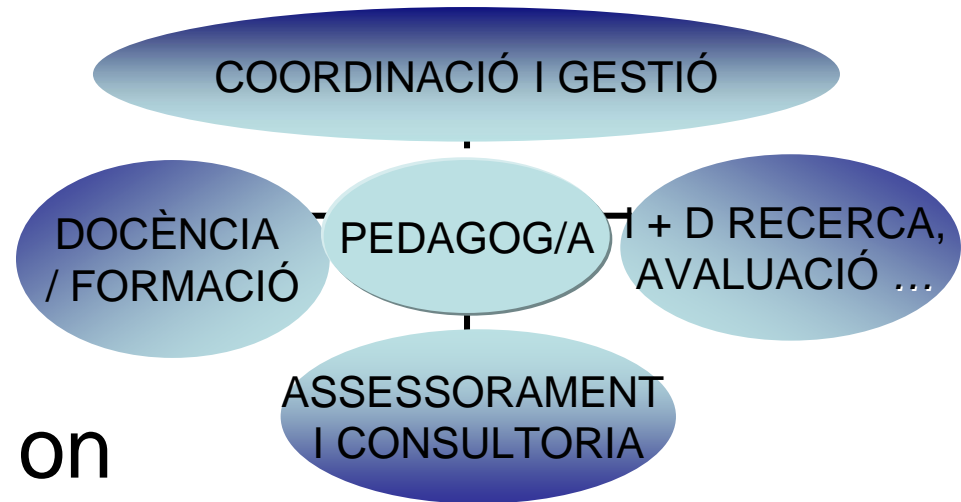 COORDINACIÓ I GESTIÓ
DOCÈNCIA
/ FORMACIÓ
PEDAGOG/A
I + D RECERCA,
AVALUACIÓ ...
ASSESSORAMENT
I CONSULTORIA
on